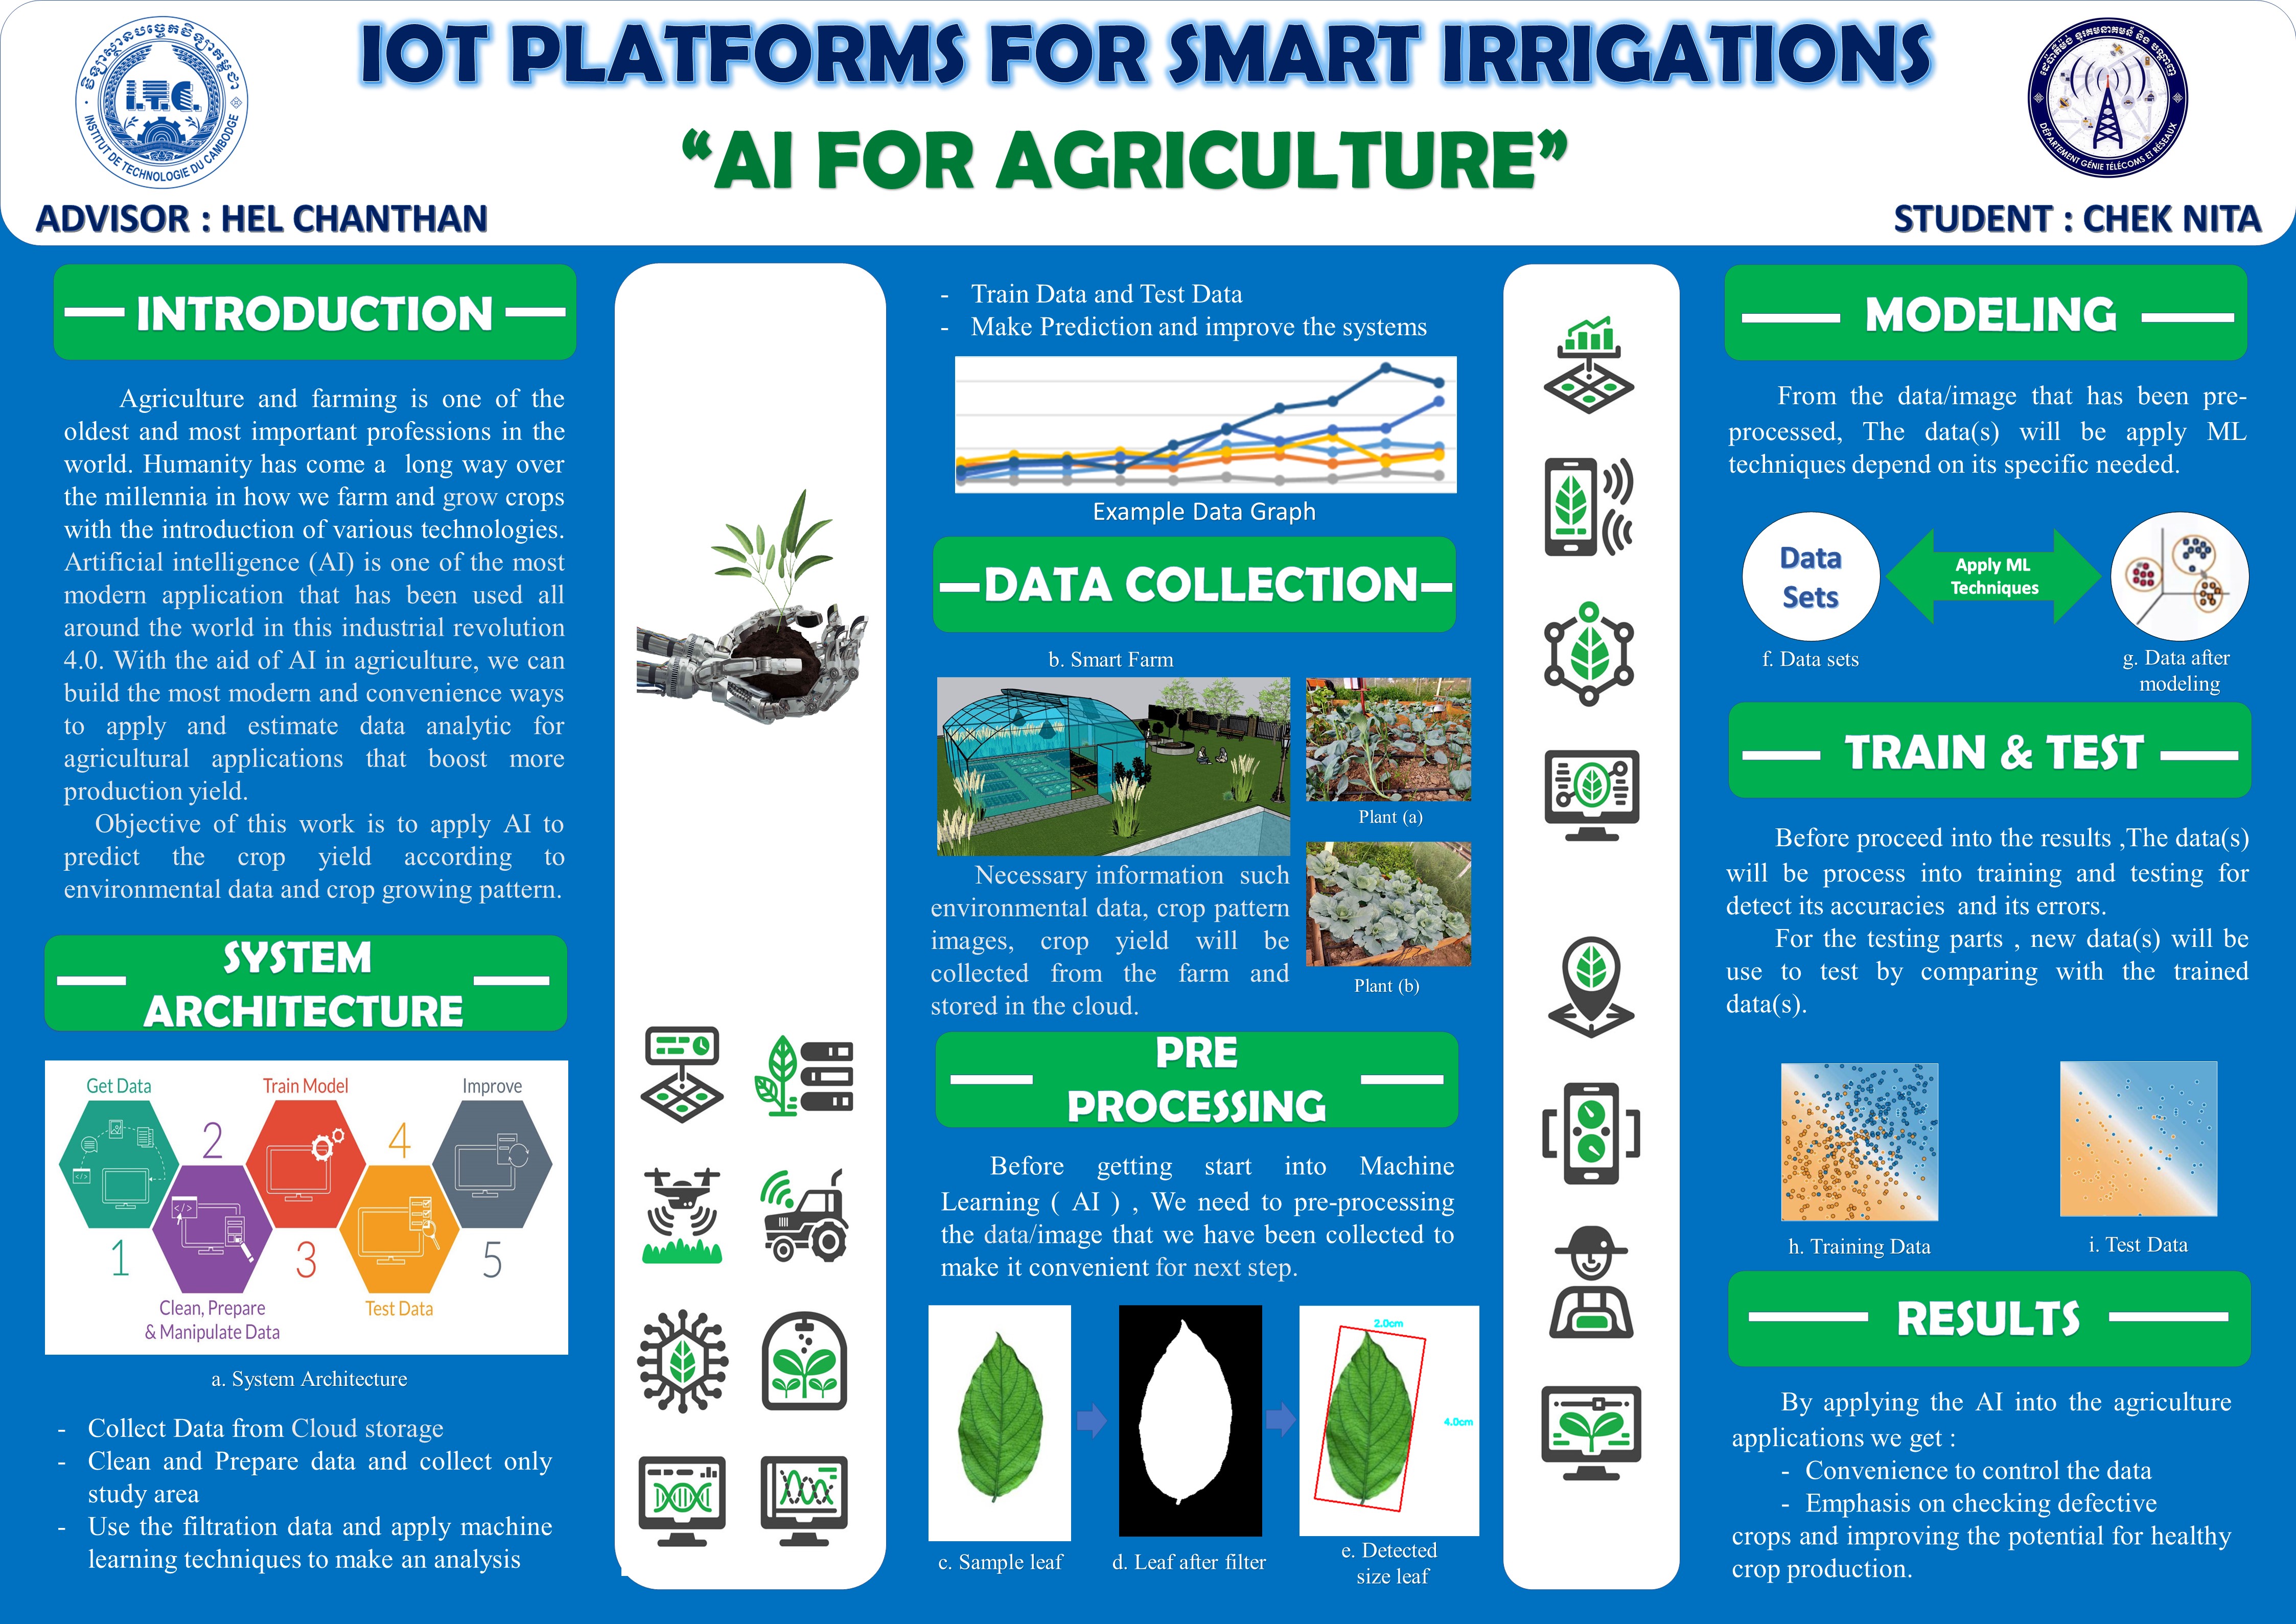 IOT PLATFORMS FOR SMART IRRIGATIONS
“AI FOR AGRICULTURE”
I.T.C.
INSTITUT DE TECHNOLOGIE DU CAMBODGE
DÉPARTEMENT GÉNIE TÉLÉCOMS ET RÉSEAUX
ADVISOR : HEL CHANTHAN
STUDENT : CHEK NITA
INTRODUCTION
Agriculture and farming is one of the
oldest and most important professions in the
world. Humanity has come a long way over
the millennia in how we farm and grow crops
with the introduction of various technologies.
Artificial intelligence (AI) is one of the most
modern application that has been used all
around the world in this industrial revolution
4.0. With the aid of AI in agriculture, we can
build the most modern and convenience ways
to apply and estimate data analytic for
agricultural applications that boost more
production yield.
Objective of this work is to apply AI to
predict the crop yield according to
environmental data and crop growing pattern.
SYSTEM
ARCHITECTURE
Get Data
Train Model
Improve
2
4
1
3
5
Clean, Prepare
& Manipulate Data
Test Data
a. System Architecture
- Collect Data from Cloud storage
- Clean and Prepare data and collect only
study area
- Use the filtration data and apply machine
learning techniques to make an analysis
- Train Data and Test Data
- Make Prediction and improve the systems
Example Data Graph
DATA COLLECTION
b. Smart Farm
Plant (a)
Plant (b)
Necessary information such
environmental data, crop pattern
images, crop yield will be
collected from the farm and
stored in the cloud.
PRE
PROCESSING
Before getting start into Machine
Learning ( AI ) , We need to pre-processing
the data/image that we have been collected to
make it convenient for next step.
2.0cm
4.0cm
c. Sample leaf
d. Leaf after filter
e. Detected
size leaf
MODELING
From the data/image that has been pre-
processed, The data(s) will be apply ML
techniques depend on its specific needed.
Data
Sets
Apply ML
Techniques
f. Data sets
g. Data after
modeling
TRAIN & TEST
Before proceed into the results ,The data(s)
will be process into training and testing for
detect its accuracies and its errors.
For the testing parts , new data(s) will be
use to test by comparing with the trained
data(s).
h. Training Data
i. Test Data
RESULTS
By applying the AI into the agriculture
applications we get :
- Convenience to control the data
- Emphasis on checking defective
crops and improving the potential for healthy
crop production.